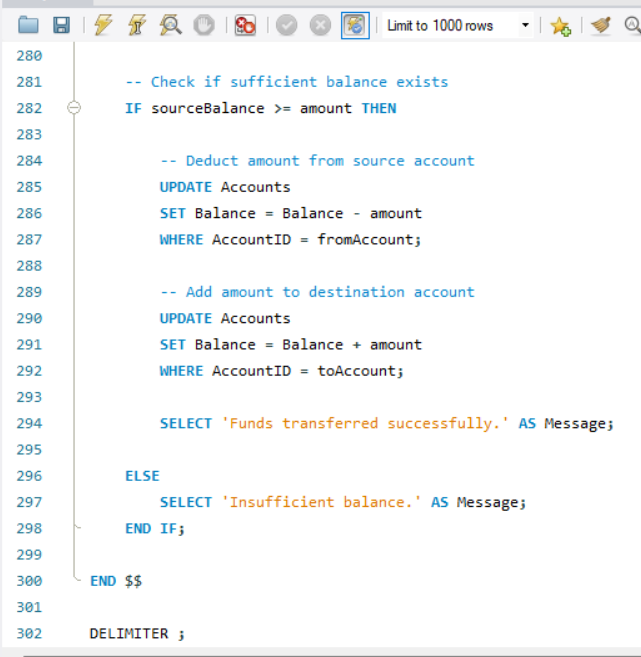 Limit to 1000 rows
280
281 -- Check if sufficient balance exists
282 IF sourceBalance >= amount THEN
283
284 -- Deduct amount from source account
285 UPDATE Accounts
286 SET Balance = Balance - amount
287 WHERE AccountID = fromAccount;
288
289 -- Add amount to destination account
290 UPDATE Accounts
291 SET Balance = Balance + amount
292 WHERE AccountID = toAccount;
293
294 SELECT 'Funds transferred successfully.' AS Message;
295
296 ELSE
297 SELECT 'Insufficient balance.' AS Message;
298 END IF;
299
300 END $$
301
302 DELIMITER ;